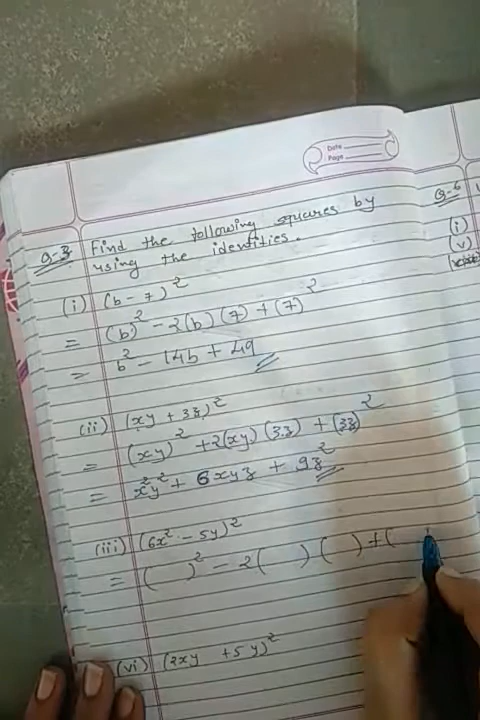 Date
Page
Q-3 Find the following squares by
using the identities.
(i) (b - 7)²
= (b)² - 2(b)(7) + (7)²
= b² - 14b + 49
(ii) (xy + 3z)²
= (xy)² + 2(xy)(3z) + (3z)²
= x²y² + 6xyz + 9z²
(iii) (6x² - 5y)²
= ( )² - 2( )( ) + (
(vi) (2xy + 5y)²
Q-6
(i)
(v)